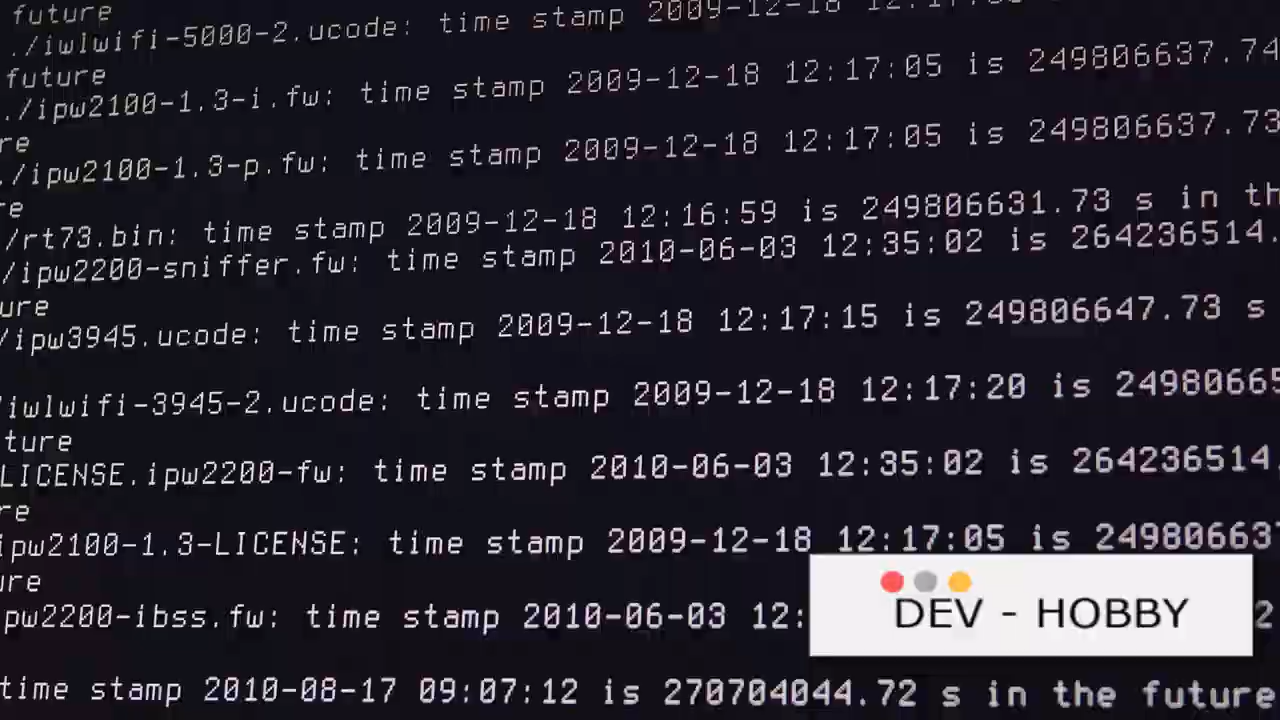 future
./iwlwifi-5000-2.ucode: time stamp 2009-12-18
future
./ipw2100-1.3-i.fw: time stamp 2009-12-18 12:17:05 is 249806637.74
re
./ipw2100-1.3-p.fw: time stamp 2009-12-18 12:17:05 is 249806637.73
re
/rt73.bin: time stamp 2009-12-18 12:16:59 is 249806631.73 s in th
/ipw2200-sniffer.fw: time stamp 2010-06-03 12:35:02 is 264236514.
ure
/ipw3945.ucode: time stamp 2009-12-18 12:17:15 is 249806647.73 s
/iwlwifi-3945-2.ucode: time stamp 2009-12-18 12:17:20 is 24980665
ture
LICENSE.ipw2200-fw: time stamp 2010-06-03 12:35:02 is 264236514.
re
ipw2100-1.3-LICENSE: time stamp 2009-12-18 12:17:05 is 249806637
ure
pw2200-ibss.fw: time stamp 2010-06-03 12:
DEV - HOBBY
time stamp 2010-08-17 09:07:12 is 270704044.72 s in the future